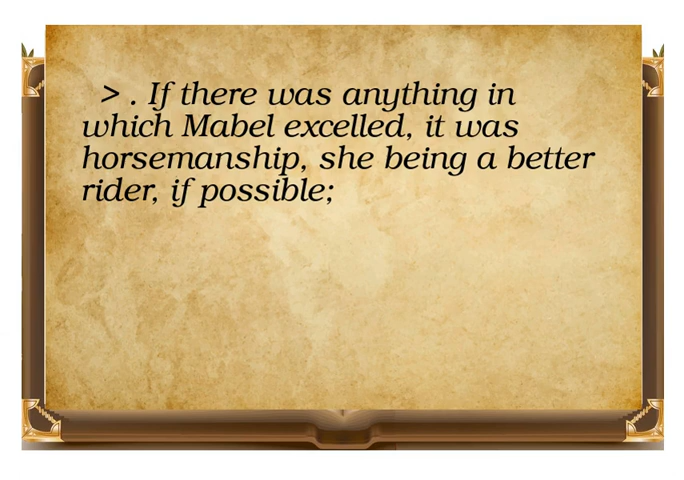 > . If there was anything in
which Mabel excelled, it was
horsemanship, she being a better
rider, if possible;